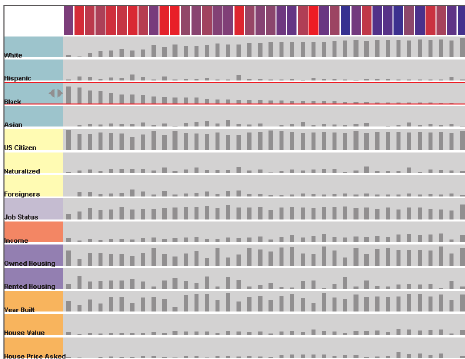 White
Hispanic
Black
Asian
US Citizen
Naturalized
Foreigners
Job Status
Income
Owned Housing
Rented Housing
Year Built
House Value
House Price Asked